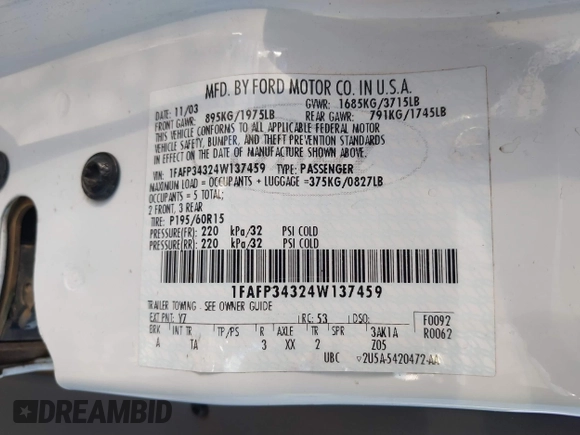 MFD. BY FORD MOTOR CO. IN U.S.A.
DATE: 11/03 GVWR: 1685KG/3715LB
FRONT GAWR: 895KG/1975LB REAR GAWR: 791KG/1745LB
THIS VEHICLE CONFORMS TO ALL APPLICABLE FEDERAL MOTOR
VEHICLE SAFETY, BUMPER, AND THEFT PREVENTION STANDARDS
IN EFFECT ON THE DATE OF MANUFACTURE SHOWN ABOVE.
VIN: 1FAFP34324W137459 TYPE: PASSENGER
MAXIMUM LOAD = OCCUPANTS + LUGGAGE =375KG/0827LB
OCCUPANTS = 5 TOTAL;
2 FRONT, 3 REAR
TIRE: P195/60R15
PRESSURE(FR): 220 kPa/32 PSI COLD
PRESSURE(RR): 220 kPa/32 PSI COLD
1FAFP34324W137459
TRAILER TOWING - SEE OWNER GUIDE
EXT PNT: Y7 RC: 53 DSO: F0092
BRK INT TR TP/PS R AXLE TR SPR 3AK1A R0062
A TA 3 XX 2 Z05
UBC 2U5A-5420472-AA
DREAMBID